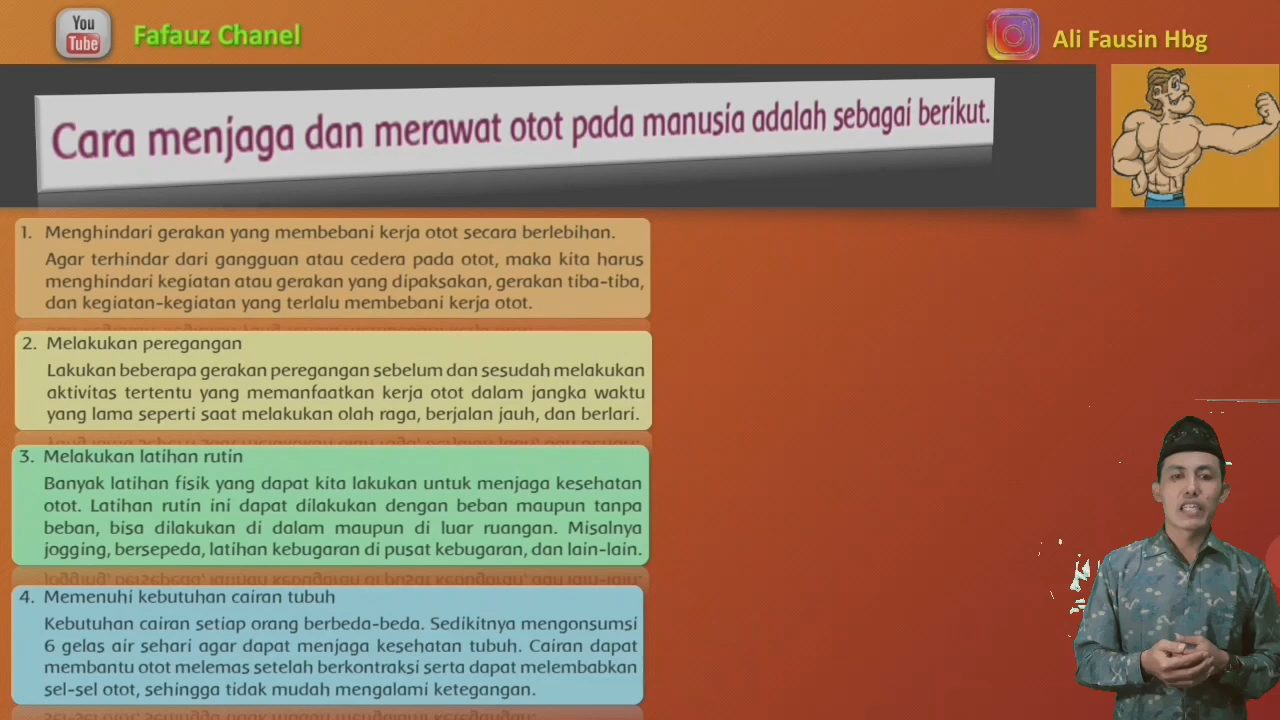 You
Tube
Fafauz Chanel
Ali Fausin Hbg
Cara menjaga dan merawat otot pada manusia adalah sebagai berikut.
1. Menghindari gerakan yang membebani kerja otot secara berlebihan.
Agar terhindar dari gangguan atau cedera pada otot, maka kita harus
menghindari kegiatan atau gerakan yang dipaksakan, gerakan tiba-tiba,
dan kegiatan-kegiatan yang terlalu membebani kerja otot.
2. Melakukan peregangan
Lakukan beberapa gerakan peregangan sebelum dan sesudah melakukan
aktivitas tertentu yang memanfaatkan kerja otot dalam jangka waktu
yang lama seperti saat melakukan olah raga, berjalan jauh, dan berlari.
3. Melakukan latihan rutin
Banyak latihan fisik yang dapat kita lakukan untuk menjaga kesehatan
otot. Latihan rutin ini dapat dilakukan dengan beban maupun tanpa
beban, bisa dilakukan di dalam maupun di luar ruangan. Misalnya
jogging, bersepeda, latihan kebugaran di pusat kebugaran, dan lain-lain.
4. Memenuhi kebutuhan cairan tubuh
Kebutuhan cairan setiap orang berbeda-beda. Sedikitnya mengonsumsi
6 gelas air sehari agar dapat menjaga kesehatan tubuh. Cairan dapat
membantu otot melemas setelah berkontraksi serta dapat melembabkan
sel-sel otot, sehingga tidak mudah mengalami ketegangan.